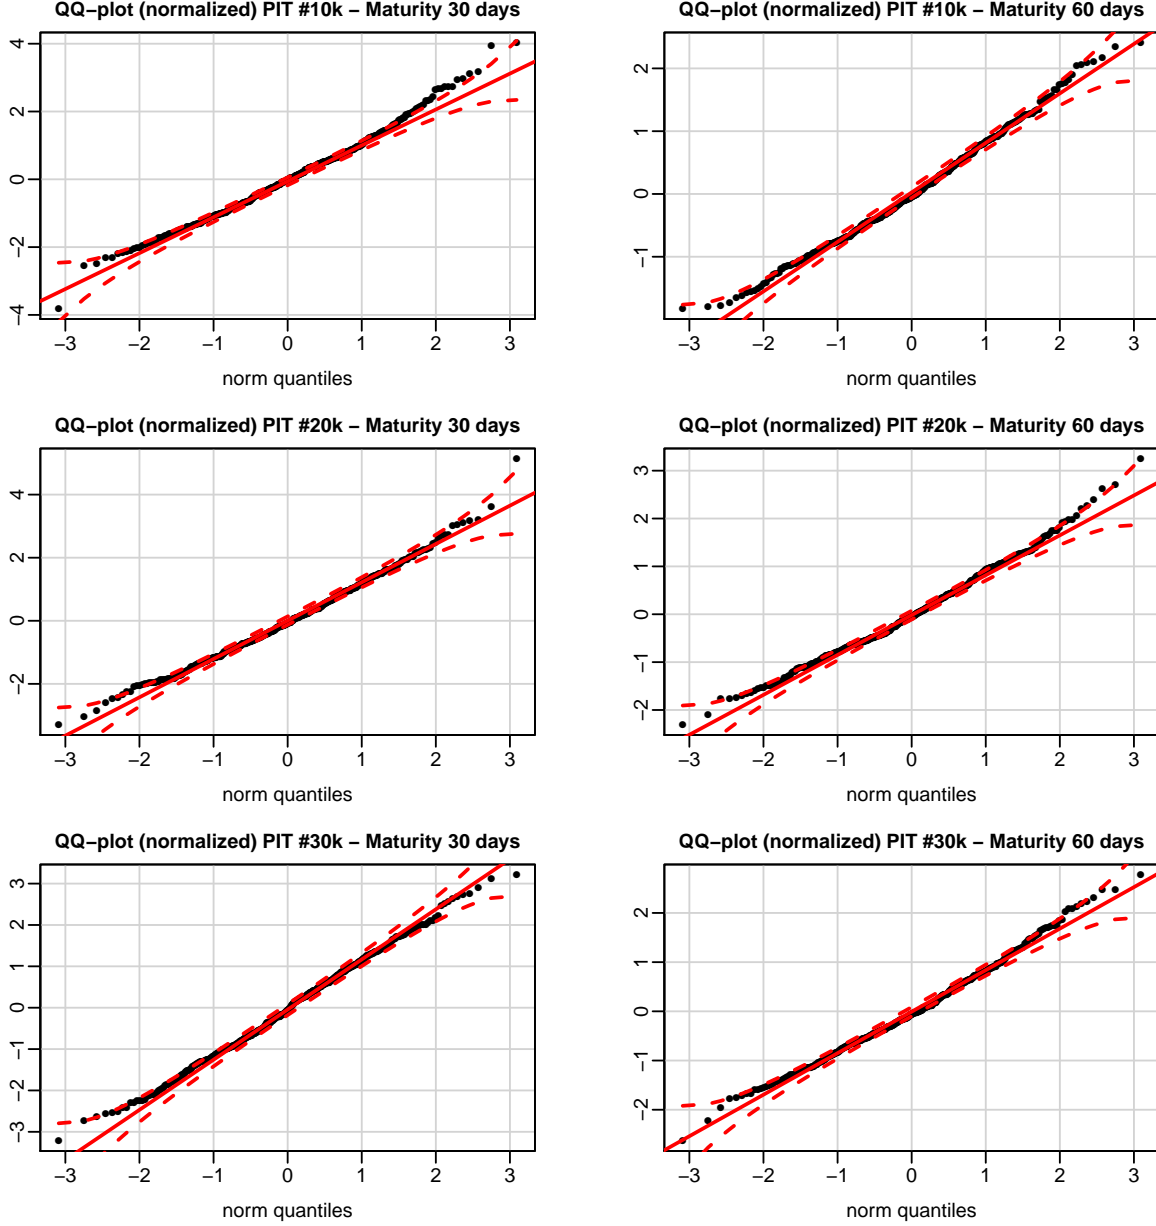 QQ−plot (normalized) PIT #10k − Maturity 30 days
4
2
0
−2
−4
−3 −2 −1 0 1 2 3
norm quantiles
QQ−plot (normalized) PIT #10k − Maturity 60 days
2
1
0
−1
−3 −2 −1 0 1 2 3
norm quantiles
QQ−plot (normalized) PIT #20k − Maturity 30 days
4
2
0
−2
−3 −2 −1 0 1 2 3
norm quantiles
QQ−plot (normalized) PIT #20k − Maturity 60 days
3
2
1
0
−1
−2
−3 −2 −1 0 1 2 3
norm quantiles
QQ−plot (normalized) PIT #30k − Maturity 30 days
3
2
1
0
−1
−2
−3
−3 −2 −1 0 1 2 3
norm quantiles
QQ−plot (normalized) PIT #30k − Maturity 60 days
2
1
0
−1
−2
−3 −2 −1 0 1 2 3
norm quantiles